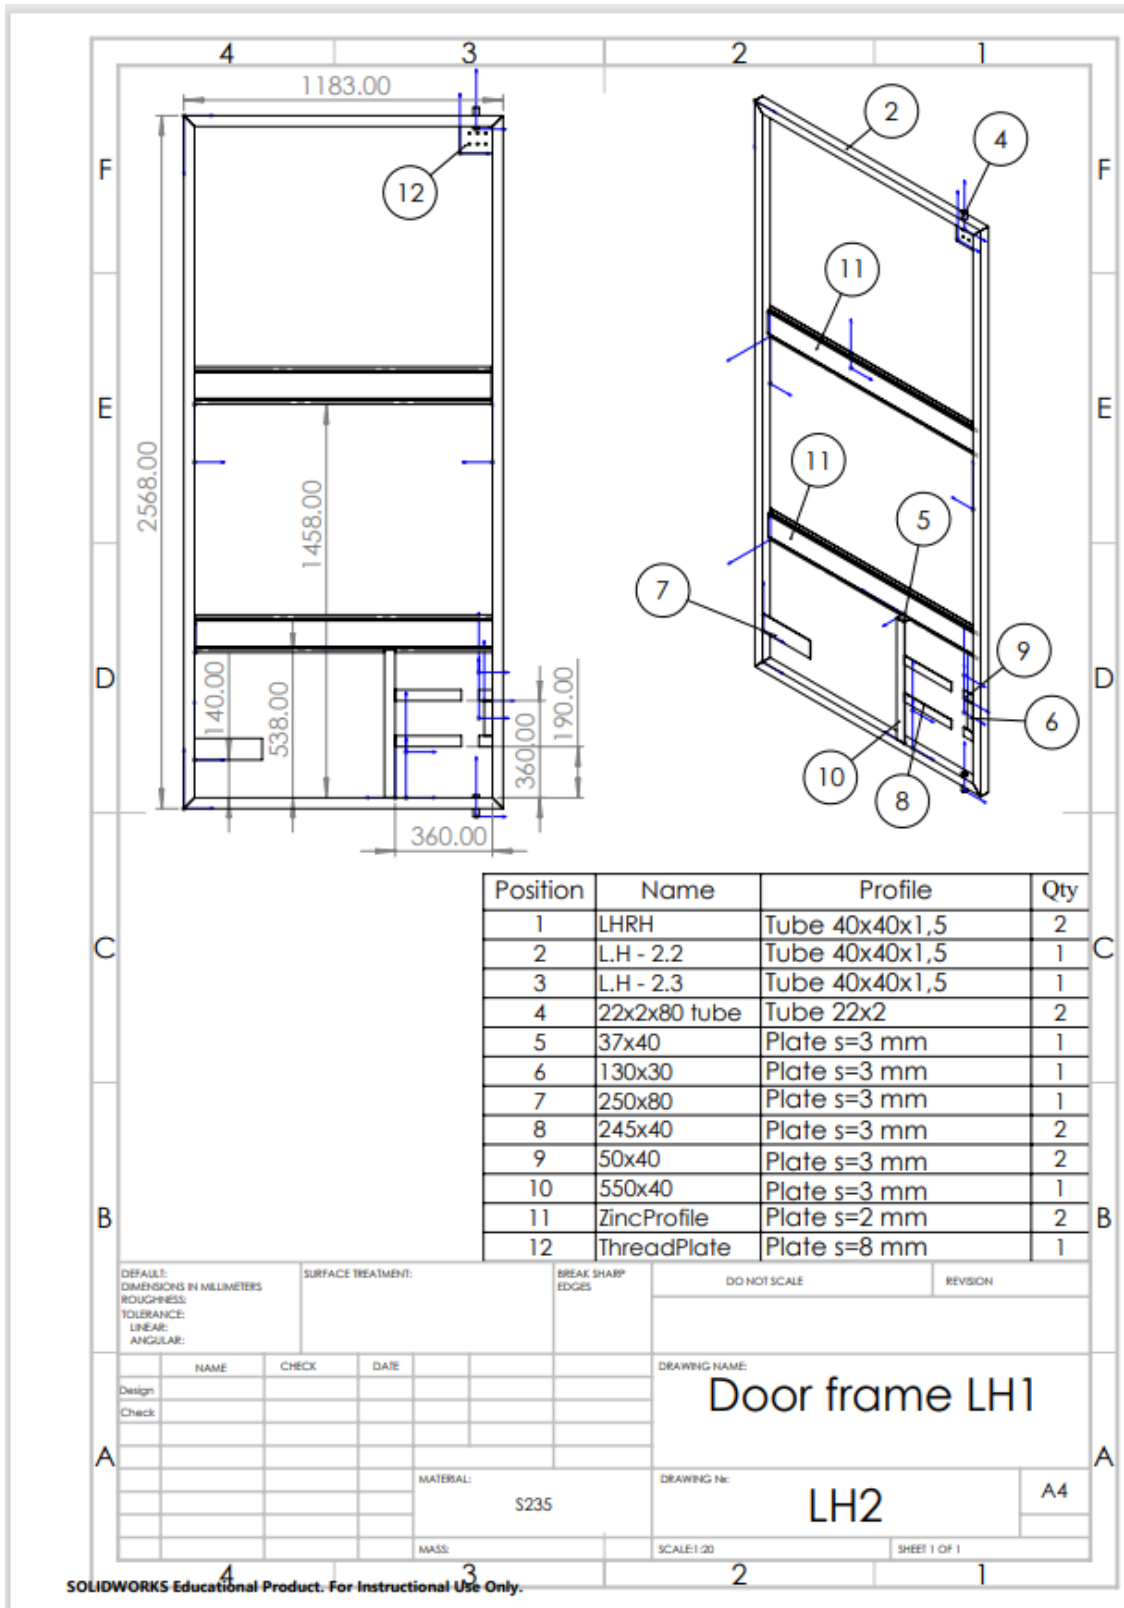 4 3 2 1
1183.00
F F
2
4
12
11
E E
2568.00
1458.00
11
5
7
D D
9
140.00
538.00
360.00
190.00
6
10
8
360.00
Position Name Profile Qty
1 LHRH Tube 40x40x1,5 2
C C
2 L.H - 2.2 Tube 40x40x1,5 1
3 L.H - 2.3 Tube 40x40x1,5 1
4 22x2x80 tube Tube 22x2 2
5 37x40 Plate s=3 mm 1
6 130x30 Plate s=3 mm 1
7 250x80 Plate s=3 mm 1
8 245x40 Plate s=3 mm 2
9 50x40 Plate s=3 mm 2
10 550x40 Plate s=3 mm 1
B B
11 ZincProfile Plate s=2 mm 2
12 ThreadPlate Plate s=8 mm 1
DEFAULT:
DIMENSIONS IN MILLIMETERS
ROUGHNESS:
TOLERANCE:
LINEAR:
ANGULAR:
SURFACE TREATMENT:
BREAK SHARP
EDGES
DO NOT SCALE
REVISION
NAME CHECK DATE
Design
Check
DRAWING NAME:
Door frame LH1
A A
MATERIAL:
S235
DRAWING №:
LH2
A4
MASS:
SCALE:1:20
SHEET 1 OF 1
4 3 2 1
SOLIDWORKS Educational Product. For Instructional Use Only.